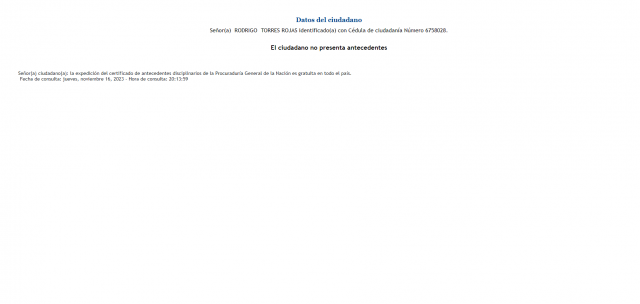 Datos del ciudadano
Señor(a) RODRIGO TORRES ROJAS identificado(a) con Cédula de ciudadanía Número 6758028.
El ciudadano no presenta antecedentes
Señor(a) ciudadano(a): la expedición del certificado de antecedentes disciplinarios de la Procuraduría General de la Nación es gratuita en todo el país.
Fecha de consulta: jueves, noviembre 16, 2023 - Hora de consulta: 20:13:59